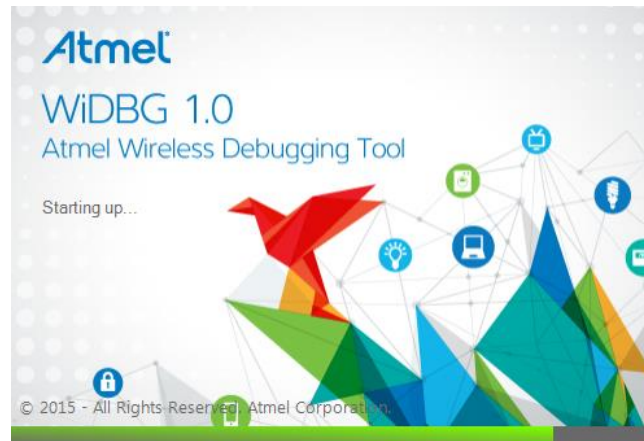 Atmel
WiDBG 1.0
Atmel Wireless Debugging Tool
Starting up...
© 2015 - All Rights Reserved. Atmel Corporation.